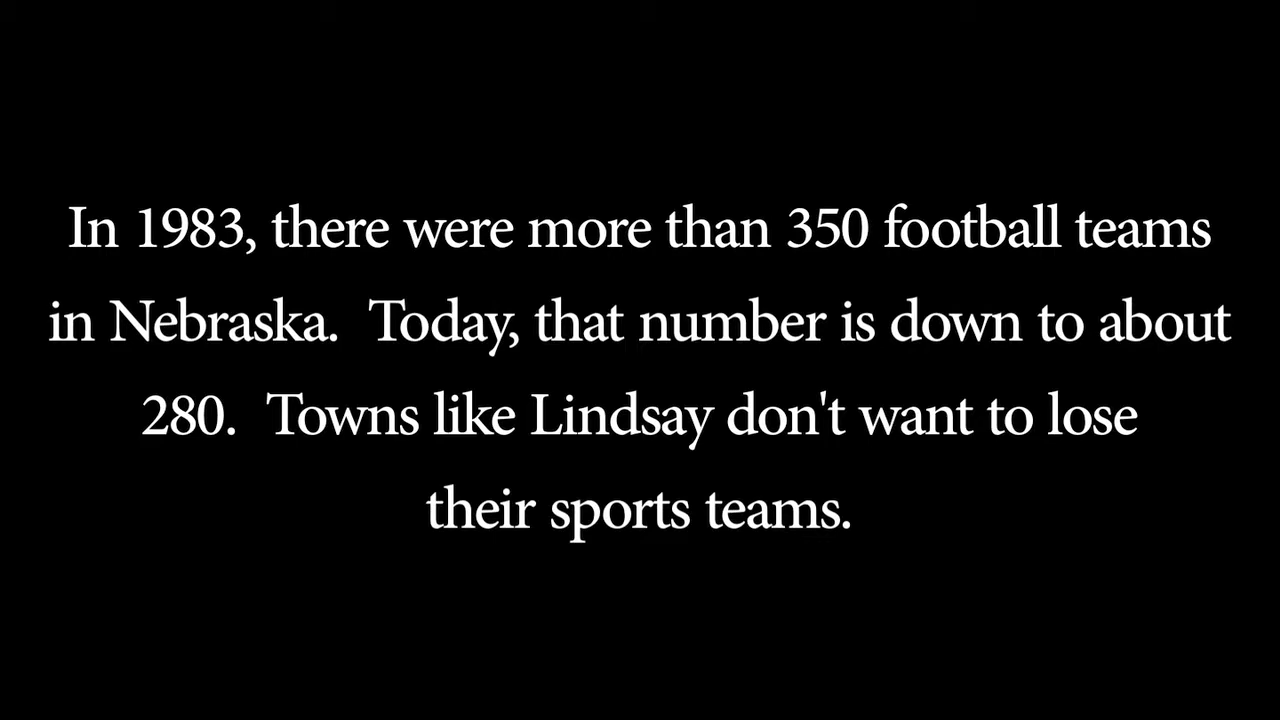 In 1983, there were more than 350 football teams
in Nebraska.  Today, that number is down to about
280.  Towns like Lindsay don't want to lose
their sports teams.